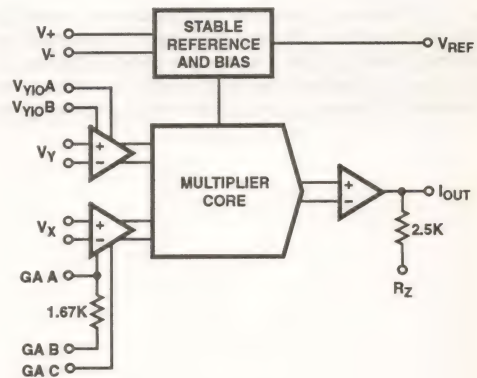 V+
V-
STABLE
REFERENCE
AND BIAS
VREF
VYIOA
VYIOB
VY
+
−
MULTIPLIER
CORE
+
−
IOUT
2.5K
RZ
VX
+
−
GA A
1.67K
GA B
GA C